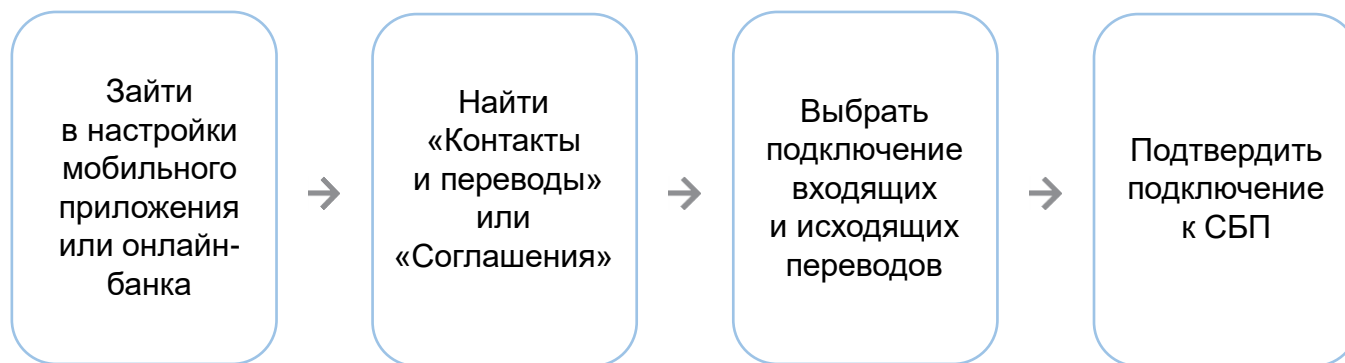 Зайти
в настройки
мобильного
приложения
или онлайн-
банка
Найти
«Контакты
и переводы»
или
«Соглашения»
Выбрать
подключение
входящих
и исходящих
переводов
Подтвердить
подключение
к СБП